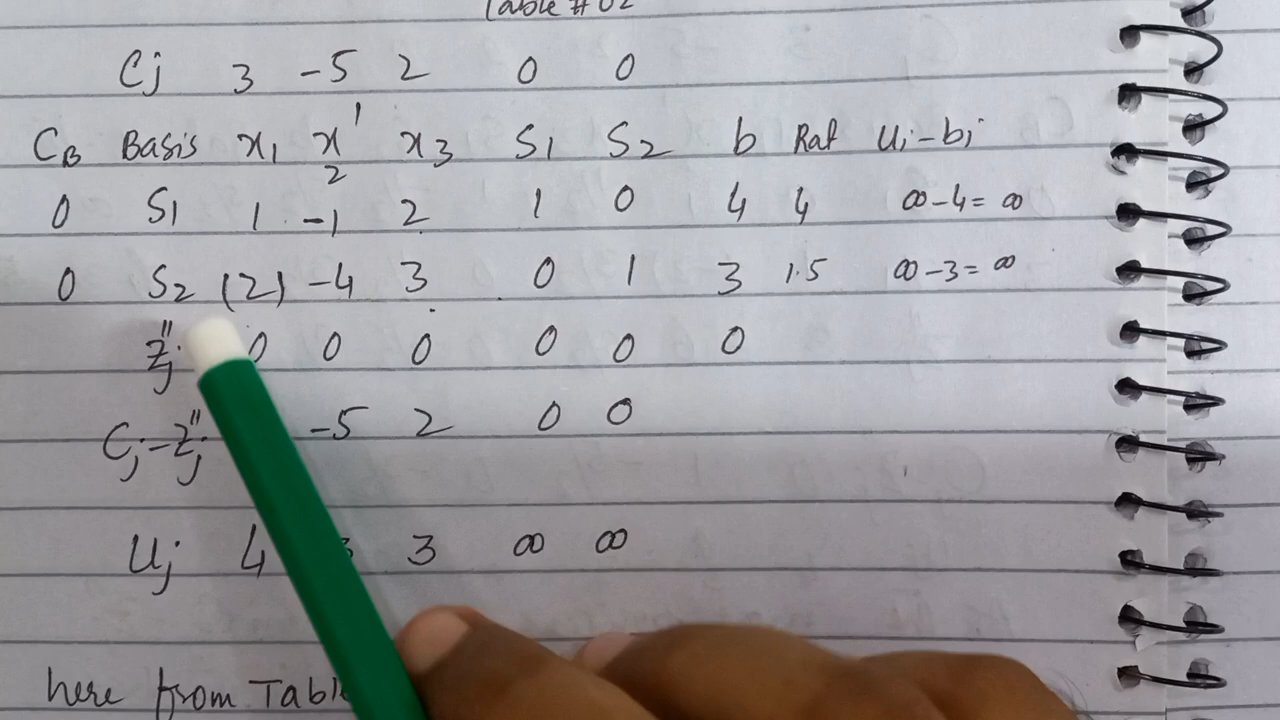 Table # 02
Cj 3 -5 2 0 0
CB Basis x1 x2' x3 S1 S2 b Rat Ui-bi
0 S1 1 -1 2 1 0 4 4 ∞-4=∞
0 S2 (2) -4 3 0 1 3 1.5 ∞-3=∞
Zj'' 0 0 0 0 0 0
Cj-Zj'' -5 2 0 0
Uj 4 3 ∞ ∞
here from